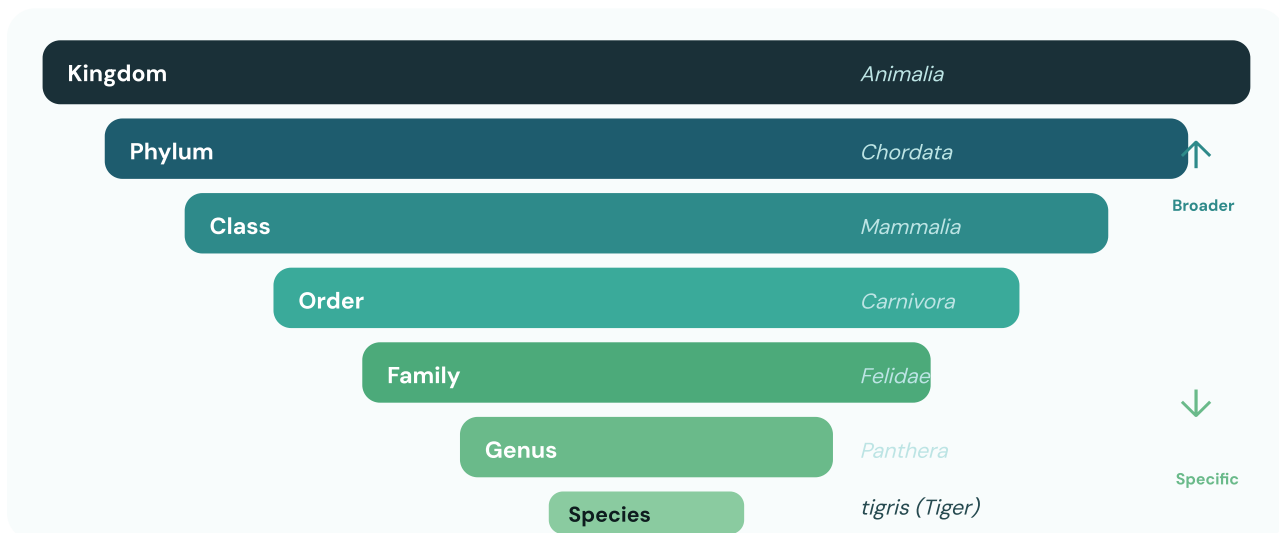 Kingdom Animalia
Phylum Chordata
Broader
Class Mammalia
Order Carnivora
Family Felidae
Genus Panthera
Specific
Species tigris (Tiger)